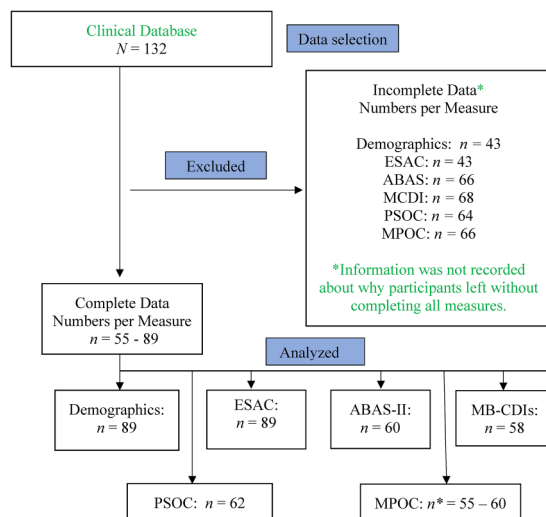 Clinical Database
N = 132
Data selection
Incomplete Data*
Numbers per Measure
Demographics: n = 43
ESAC: n = 43
ABAS: n = 66
MCDI: n = 68
PSOC: n = 64
MPOC: n = 66
*Information was not recorded
about why participants left without
completing all measures.
Excluded
Complete Data
Numbers per Measure
n = 55 - 89
Analyzed
Demographics:
n = 89
ESAC:
n = 89
ABAS-II:
n = 60
MB-CDIs:
n = 58
PSOC: n = 62
MPOC: n* = 55 – 60